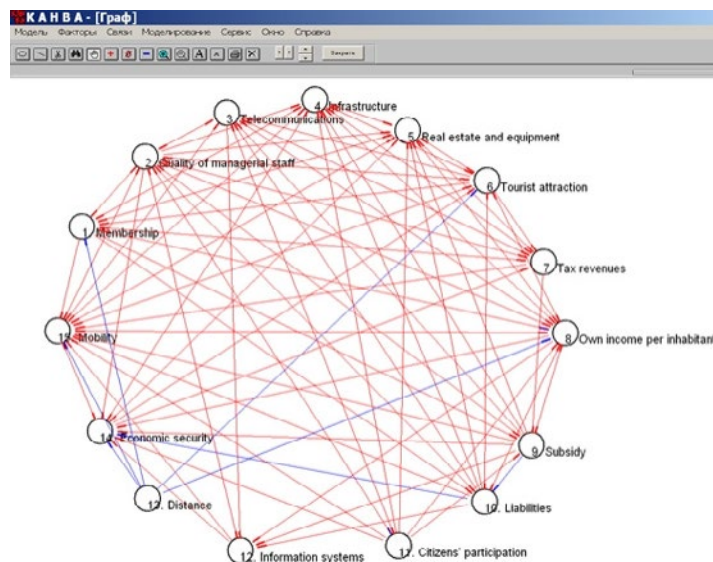 КАНВА - [Граф]
Модель Факторы Связи Моделирование Сервис Окно Справка
A Закрыть
4 Infrastructure
3 Telecommunications
5 Real estate and equipment
2 Quality of managerial staff
6 Tourist attraction
1 Membership
7 Tax revenues
15 Mobility
8 Own income per inhabitant
14 Economic security
9 Subsidy
13. Distance
10. Liabilities
11. Citizens' participation
12. Information systems